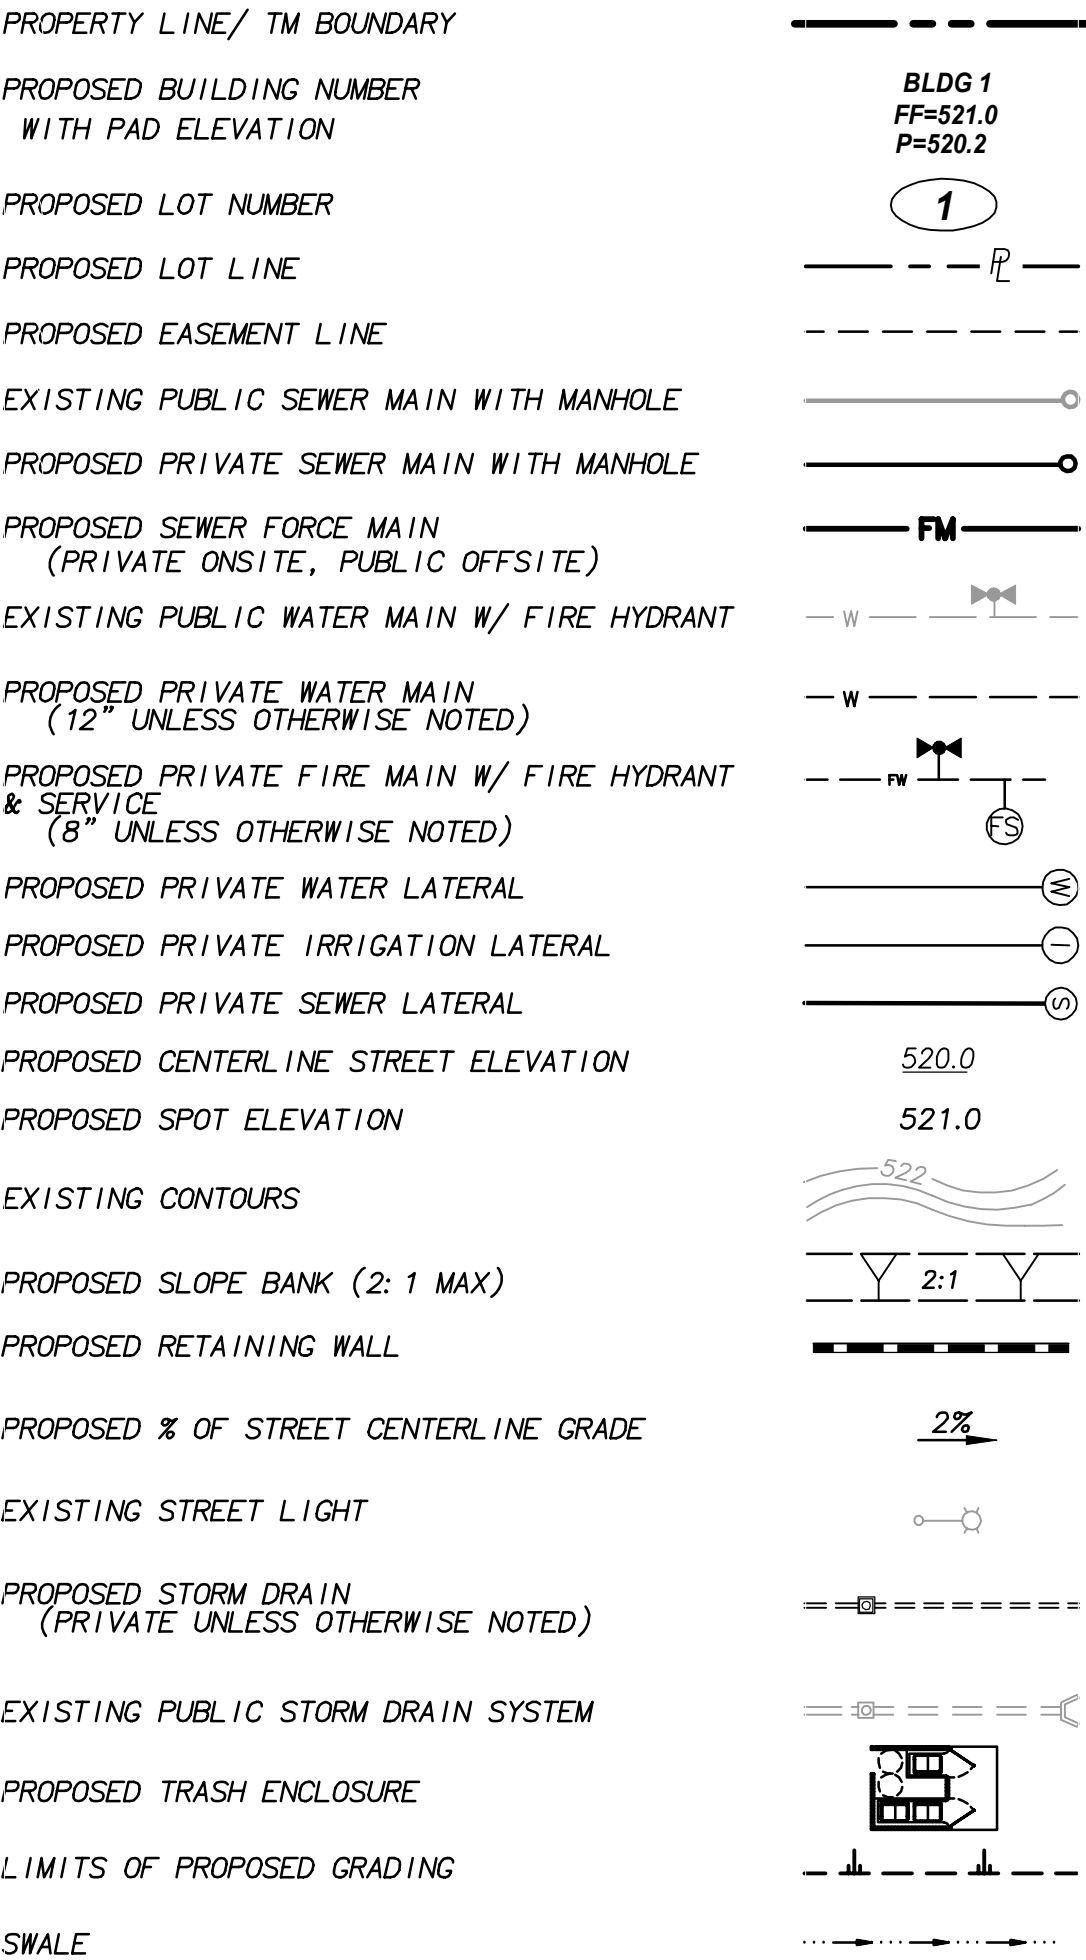 PROPERTY LINE/ TM BOUNDARY
PROPOSED BUILDING NUMBER
WITH PAD ELEVATION
BLDG 1
FF=521.0
P=520.2
PROPOSED LOT NUMBER
1
PROPOSED LOT LINE
PL
PROPOSED EASEMENT LINE
EXISTING PUBLIC SEWER MAIN WITH MANHOLE
PROPOSED PRIVATE SEWER MAIN WITH MANHOLE
PROPOSED SEWER FORCE MAIN
(PRIVATE ONSITE, PUBLIC OFFSITE)
FM
EXISTING PUBLIC WATER MAIN W/ FIRE HYDRANT
W
PROPOSED PRIVATE WATER MAIN
(12" UNLESS OTHERWISE NOTED)
W
PROPOSED PRIVATE FIRE MAIN W/ FIRE HYDRANT
& SERVICE
(8" UNLESS OTHERWISE NOTED)
FW
FS
PROPOSED PRIVATE WATER LATERAL
W
PROPOSED PRIVATE IRRIGATION LATERAL
I
PROPOSED PRIVATE SEWER LATERAL
S
PROPOSED CENTERLINE STREET ELEVATION
520.0
PROPOSED SPOT ELEVATION
521.0
EXISTING CONTOURS
522
PROPOSED SLOPE BANK (2:1 MAX)
2:1
PROPOSED RETAINING WALL
PROPOSED % OF STREET CENTERLINE GRADE
2%
EXISTING STREET LIGHT
PROPOSED STORM DRAIN
(PRIVATE UNLESS OTHERWISE NOTED)
EXISTING PUBLIC STORM DRAIN SYSTEM
PROPOSED TRASH ENCLOSURE
LIMITS OF PROPOSED GRADING
SWALE